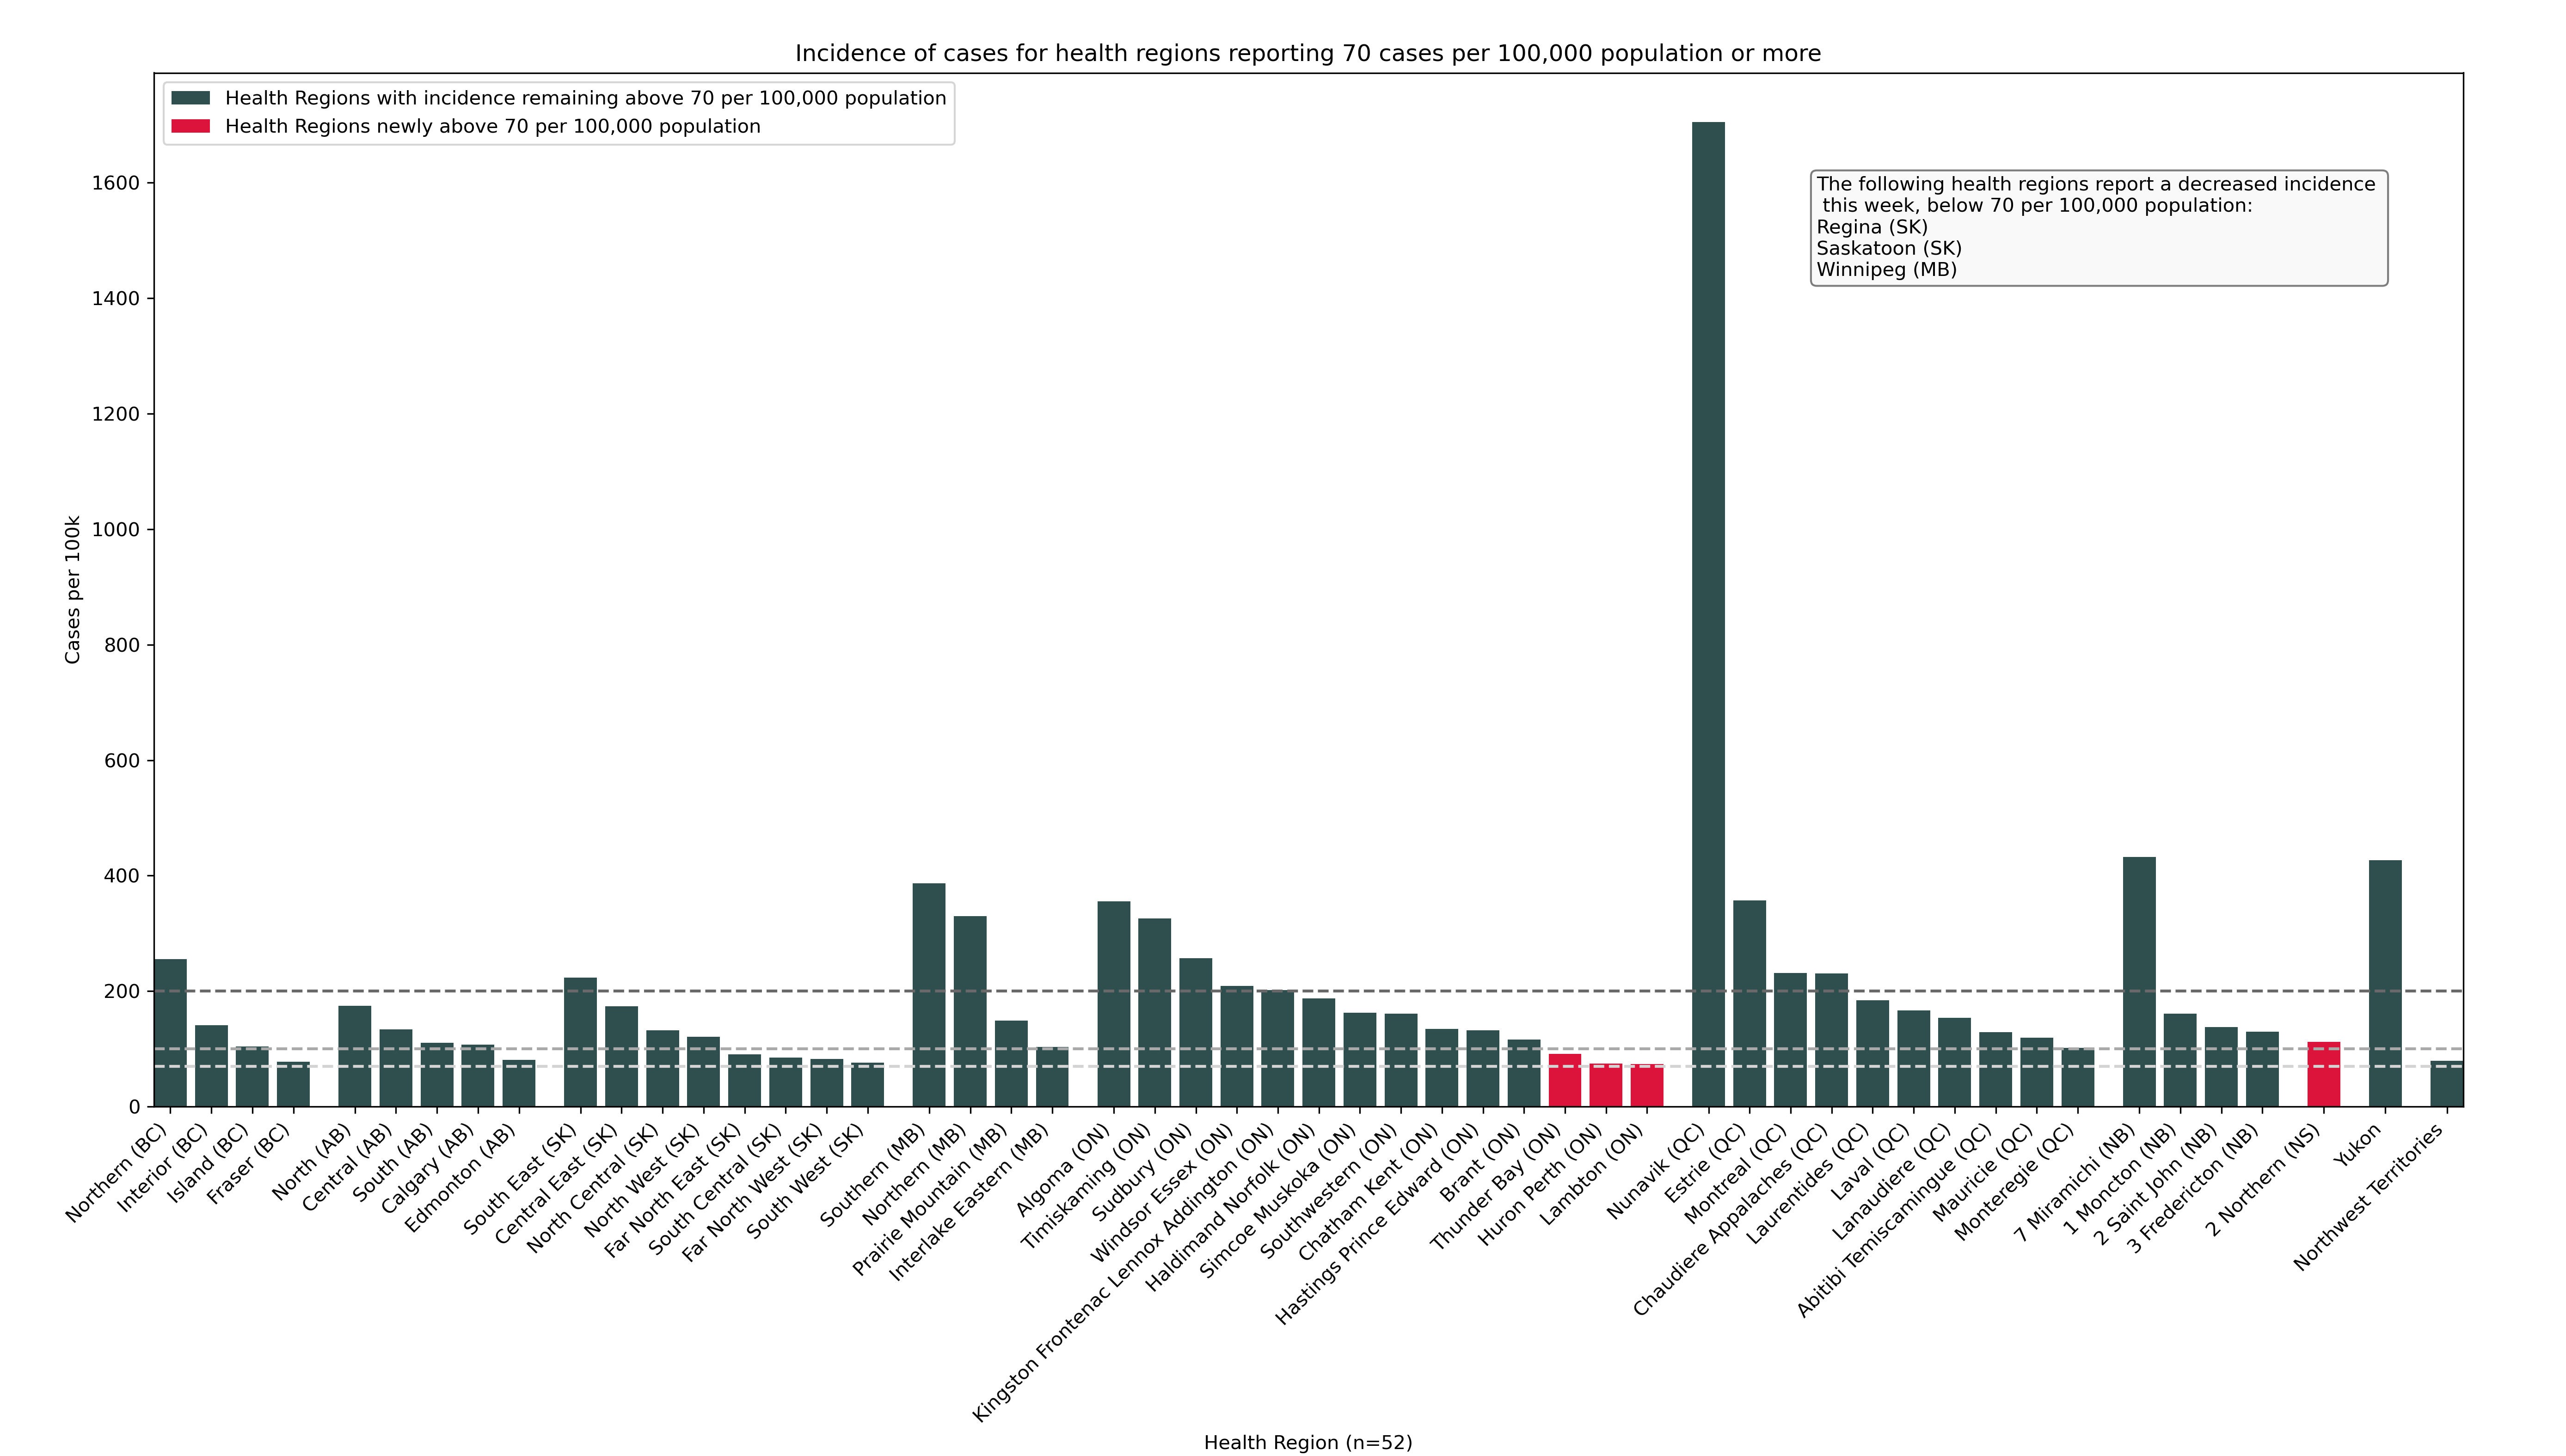 Incidence of cases for health regions reporting 70 cases per 100,000 population or more
Health Regions with incidence remaining above 70 per 100,000 population
Health Regions newly above 70 per 100,000 population
The following health regions report a decreased incidence
this week, below 70 per 100,000 population:
Regina (SK)
Saskatoon (SK)
Winnipeg (MB)
Cases per 100k
1600
1400
1200
1000
800
600
400
200
0
Northern (BC)
Interior (BC)
Island (BC)
Fraser (BC)
North (AB)
Central (AB)
South (AB)
Calgary (AB)
Edmonton (AB)
South East (SK)
Central East (SK)
North Central (SK)
North West (SK)
Far North East (SK)
South Central (SK)
Far North West (SK)
South West (SK)
Southern (MB)
Northern (MB)
Prairie Mountain (MB)
Interlake Eastern (MB)
Algoma (ON)
Timiskaming (ON)
Sudbury (ON)
Windsor Essex (ON)
Kingston Frontenac Lennox Addington (ON)
Haldimand Norfolk (ON)
Simcoe Muskoka (ON)
Southwestern (ON)
Chatham Kent (ON)
Hastings Prince Edward (ON)
Brant (ON)
Thunder Bay (ON)
Huron Perth (ON)
Lambton (ON)
Nunavik (QC)
Estrie (QC)
Montreal (QC)
Chaudiere Appalaches (QC)
Laurentides (QC)
Laval (QC)
Lanaudiere (QC)
Abitibi Temiscamingue (QC)
Mauricie (QC)
Monteregie (QC)
7 Miramichi (NB)
1 Moncton (NB)
2 Saint John (NB)
3 Fredericton (NB)
2 Northern (NS)
Yukon
Northwest Territories
Health Region (n=52)